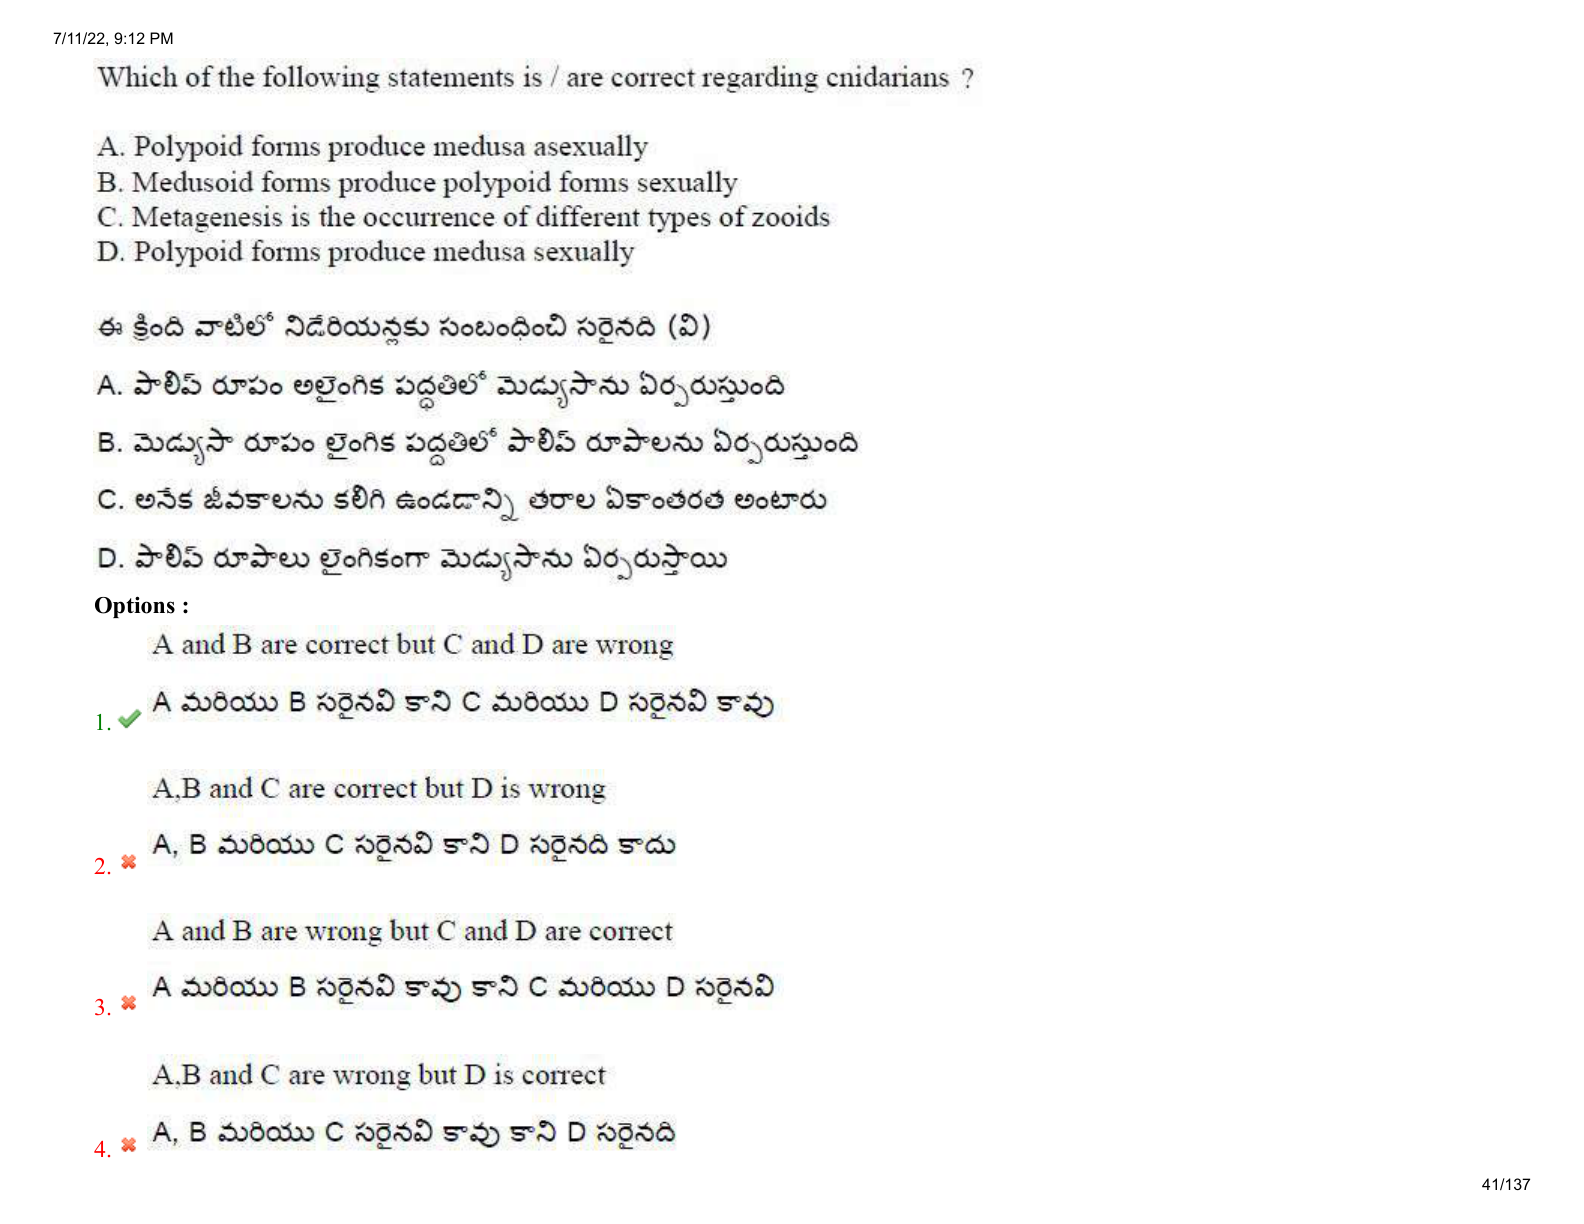 7/11/22, 9:12 PM
Which of the following statements is / are correct regarding cnidarians ?
A. Polypoid forms produce medusa asexually
B. Medusoid forms produce polypoid forms sexually
C. Metagenesis is the occurrence of different types of zooids
D. Polypoid forms produce medusa sexually
ఈ క్రింది వాటిలో నిడేరియన్లకు సంబంధించి సరైనది (వి)
A. పాలిప్ రూపం అలైంగిక పద్ధతిలో మెడ్యుసాను ఏర్పరుస్తుంది
B. మెడ్యుసా రూపం లైంగిక పద్దతిలో పాలిప్ రూపాలను ఏర్పరుస్తుంది
C. అనేక జీవకాలను కలిగి ఉండడాన్ని తరాల ఏకాంతరత అంటారు
D. పాలిప్ రూపాలు లైంగికంగా మెడ్యుసాను ఏర్పరుస్తాయి
Options :
A and B are correct but C and D are wrong
A మరియు B సరైనవి కాని C మరియు D సరైనవి కావు
1.
A,B and C are correct but D is wrong
A, B మరియు C సరైనవి కాని D సరైనది కాదు
2.
A and B are wrong but C and D are correct
A మరియు B సరైనవి కావు కాని C మరియు D సరైనవి
3.
A,B and C are wrong but D is correct
A, B మరియు C సరైనవి కావు కాని D సరైనది
4.
41/137